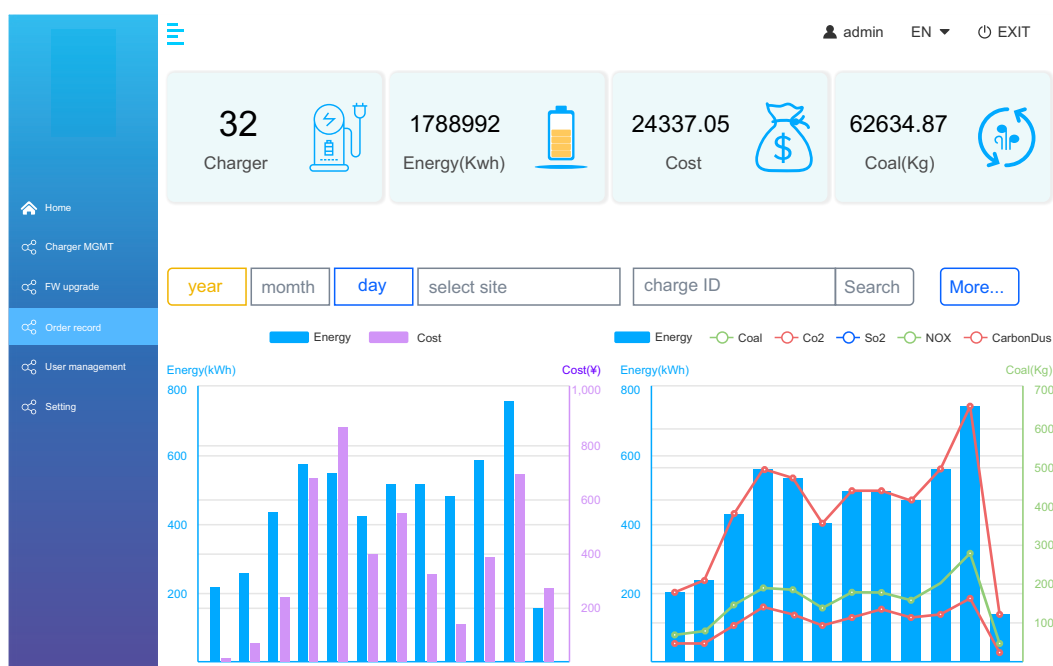 admin EN EXIT
32
Charger
1788992
Energy(Kwh)
24337.05
Cost
62634.87
Coal(Kg)
Home
Charger MGMT
FW upgrade
Order record
User management
Setting
year
momth
day
select site
charge ID
Search
More...
Energy Cost
Energy(kWh) Cost(¥)
800 1,000
800
600
600
400
400
200
200
Energy Coal Co2 So2 NOX CarbonDus
Energy(kWh) Coal(Kg)
800 700
600
600
500
400
400
300
200
200
100